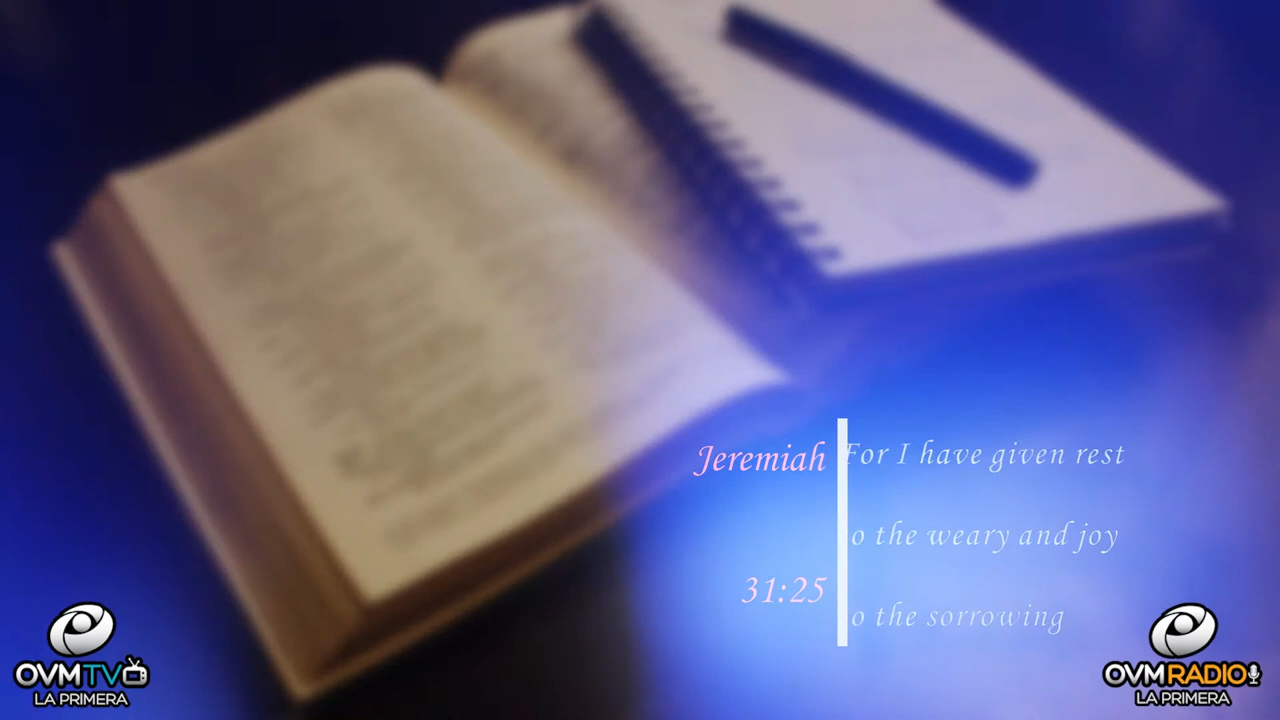 Jeremiah
31:25
For I have given rest
o the weary and joy
o the sorrowing
OVMTV
LA PRIMERA
OVMRADIO
LA PRIMERA